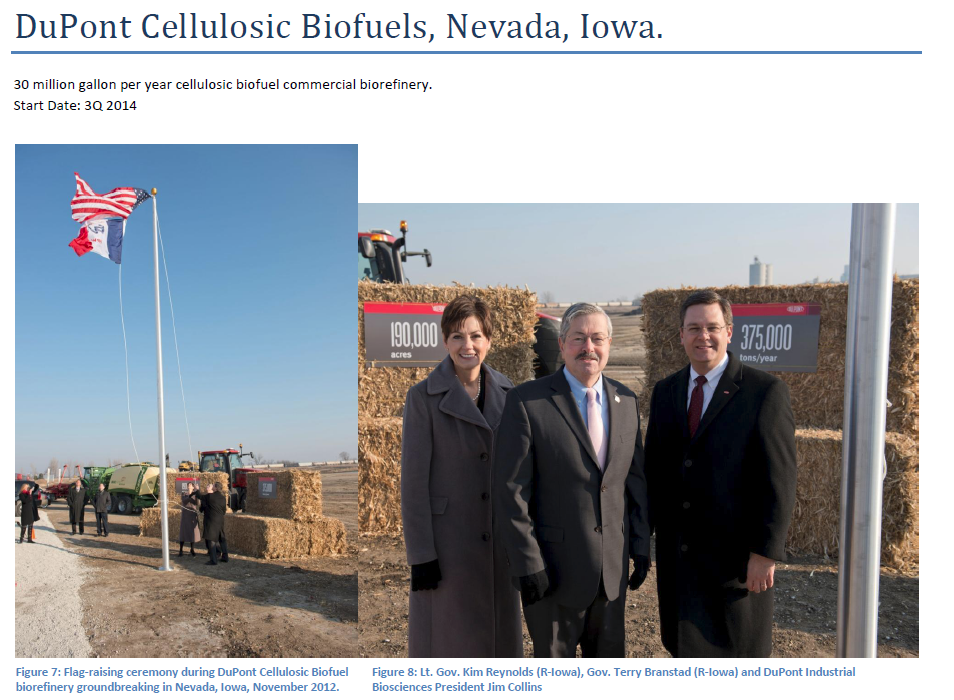 DuPont Cellulosic Biofuels, Nevada, Iowa.
30 million gallon per year cellulosic biofuel commercial biorefinery.
Start Date: 3Q 2014
190,000
acres
375,000
tons/year
Figure 7: Flag-raising ceremony during DuPont Cellulosic Biofuel
biorefinery groundbreaking in Nevada, Iowa, November 2012.
Figure 8: Lt. Gov. Kim Reynolds (R-Iowa), Gov. Terry Branstad (R-Iowa) and DuPont Industrial
Biosciences President Jim Collins